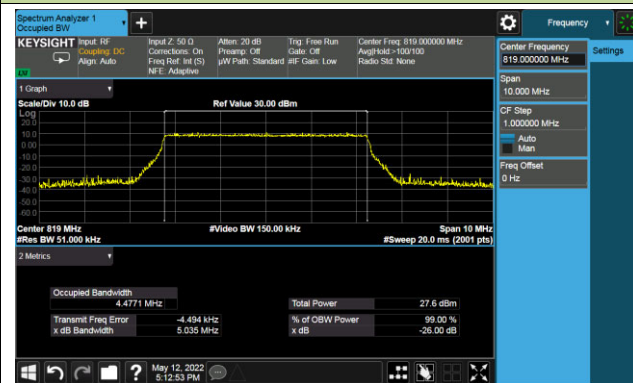 Spectrum Analyzer 1
Occupied BW
+
Frequency
KEYSIGHT
Input: RF
Coupling: DC
Align: Auto
Input Z: 50 Ω
Corrections: On
Freq Ref: Int (S)
NFE: Adaptive
Atten: 20 dB
Preamp: Off
µW Path: Standard
Trig: Free Run
Gate: Off
#IF Gain: Low
Center Freq: 819.000000 MHz
Avg|Hold:>100/100
Radio Std: None
Center Frequency
819.000000 MHz
Settings
Span
10.000 MHz
CF Step
1.000000 MHz
Auto
Man
Freq Offset
0 Hz
1 Graph
Scale/Div 10.0 dB
Ref Value 30.00 dBm
Log
20.0
10.0
0.00
-10.0
-20.0
-30.0
-40.0
-50.0
-60.0
Center 819 MHz
#Video BW 150.00 kHz
Span 10 MHz
#Res BW 51.000 kHz
#Sweep 20.0 ms (2001 pts)
2 Metrics
Occupied Bandwidth
4.4771 MHz
Total Power 27.6 dBm
Transmit Freq Error -4.494 kHz
% of OBW Power 99.00 %
x dB Bandwidth 5.035 MHz
x dB -26.00 dB
?
May 12, 2022
5:12:53 PM